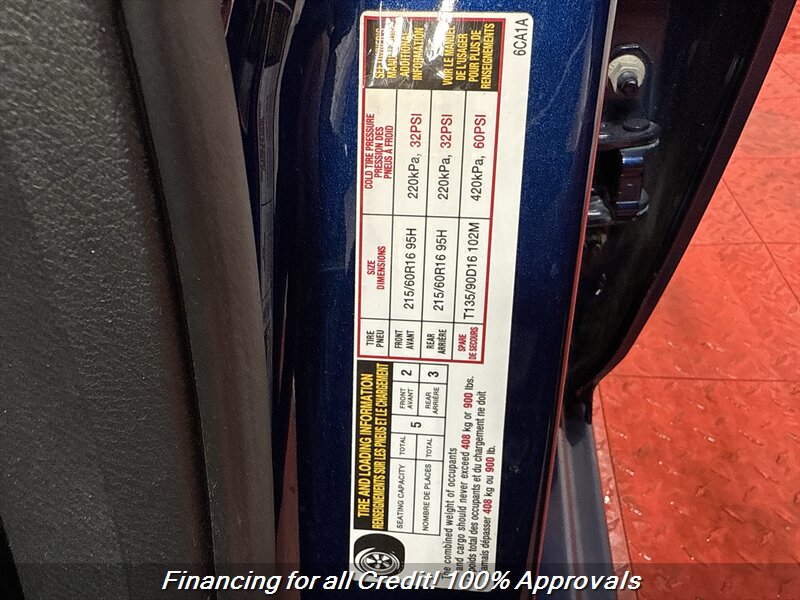 TIRE AND LOADING INFORMATION
RENSEIGNEMENTS SUR LES PNEUS ET LE CHARGEMENT
SEATING CAPACITY TOTAL 5 FRONT AVANT 2
NOMBRE DE PLACES TOTAL REAR ARRIÈRE 3
The combined weight of occupants
and cargo should never exceed 408 kg or 900 lbs.
poids total des occupants et du chargement ne doit
jamais dépasser 408 kg ou 900 lb.
TIRE
PNEU
SIZE
DIMENSIONS
COLD TIRE PRESSURE
PRESSION DES
PNEUS À FROID
FRONT
AVANT
215/60R16 95H
220kPa, 32PSI
REAR
ARRIÈRE
215/60R16 95H
220kPa, 32PSI
SPARE
DE SECOURS
T135/90D16 102M
420kPa, 60PSI
SEE OWNERS
ADDITIONAL
INFORMATION
VOIR LE MANUEL
DE L'USAGER
POUR PLUS DE
RENSEIGNEMENTS
6CA1A
Financing for all Credit! 100% Approvals